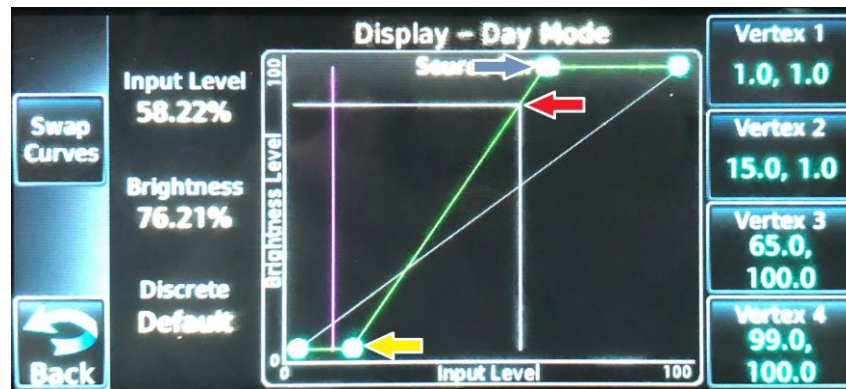 Display – Day Mode
Swap
Curves
Back
Input Level
58.22%
Brightness
76.21%
Discrete
Default
100
Brightness Level
0
0
Input Level
100
Vertex 1
1.0, 1.0
Vertex 2
15.0, 1.0
Vertex 3
65.0,
100.0
Vertex 4
99.0,
100.0